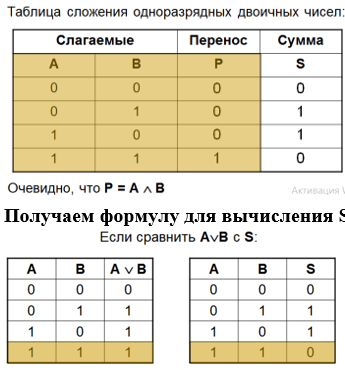 Таблица сложения одноразрядных двоичных чисел:
Слагаемые Перенос Сумма
A B P S
0 0 0 0
0 1 0 1
1 0 0 1
1 1 1 0
Очевидно, что P = A ∧ B
Активация
Получаем формулу для вычисления S
Если сравнить A∨B с S:
A B A ∨ B
0 0 0
0 1 1
1 0 1
1 1 1
A B S
0 0 0
0 1 1
1 0 1
1 1 0